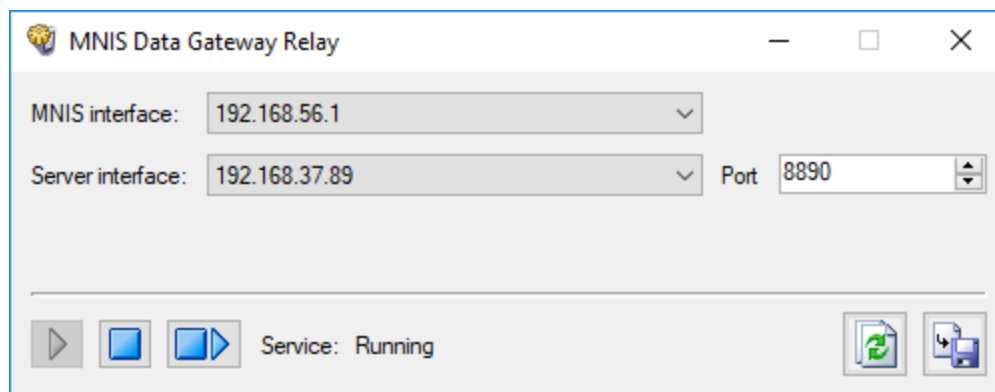 MNIS Data Gateway Relay
MNIS interface: 192.168.56.1
Server interface: 192.168.37.89 Port 8890
Service: Running